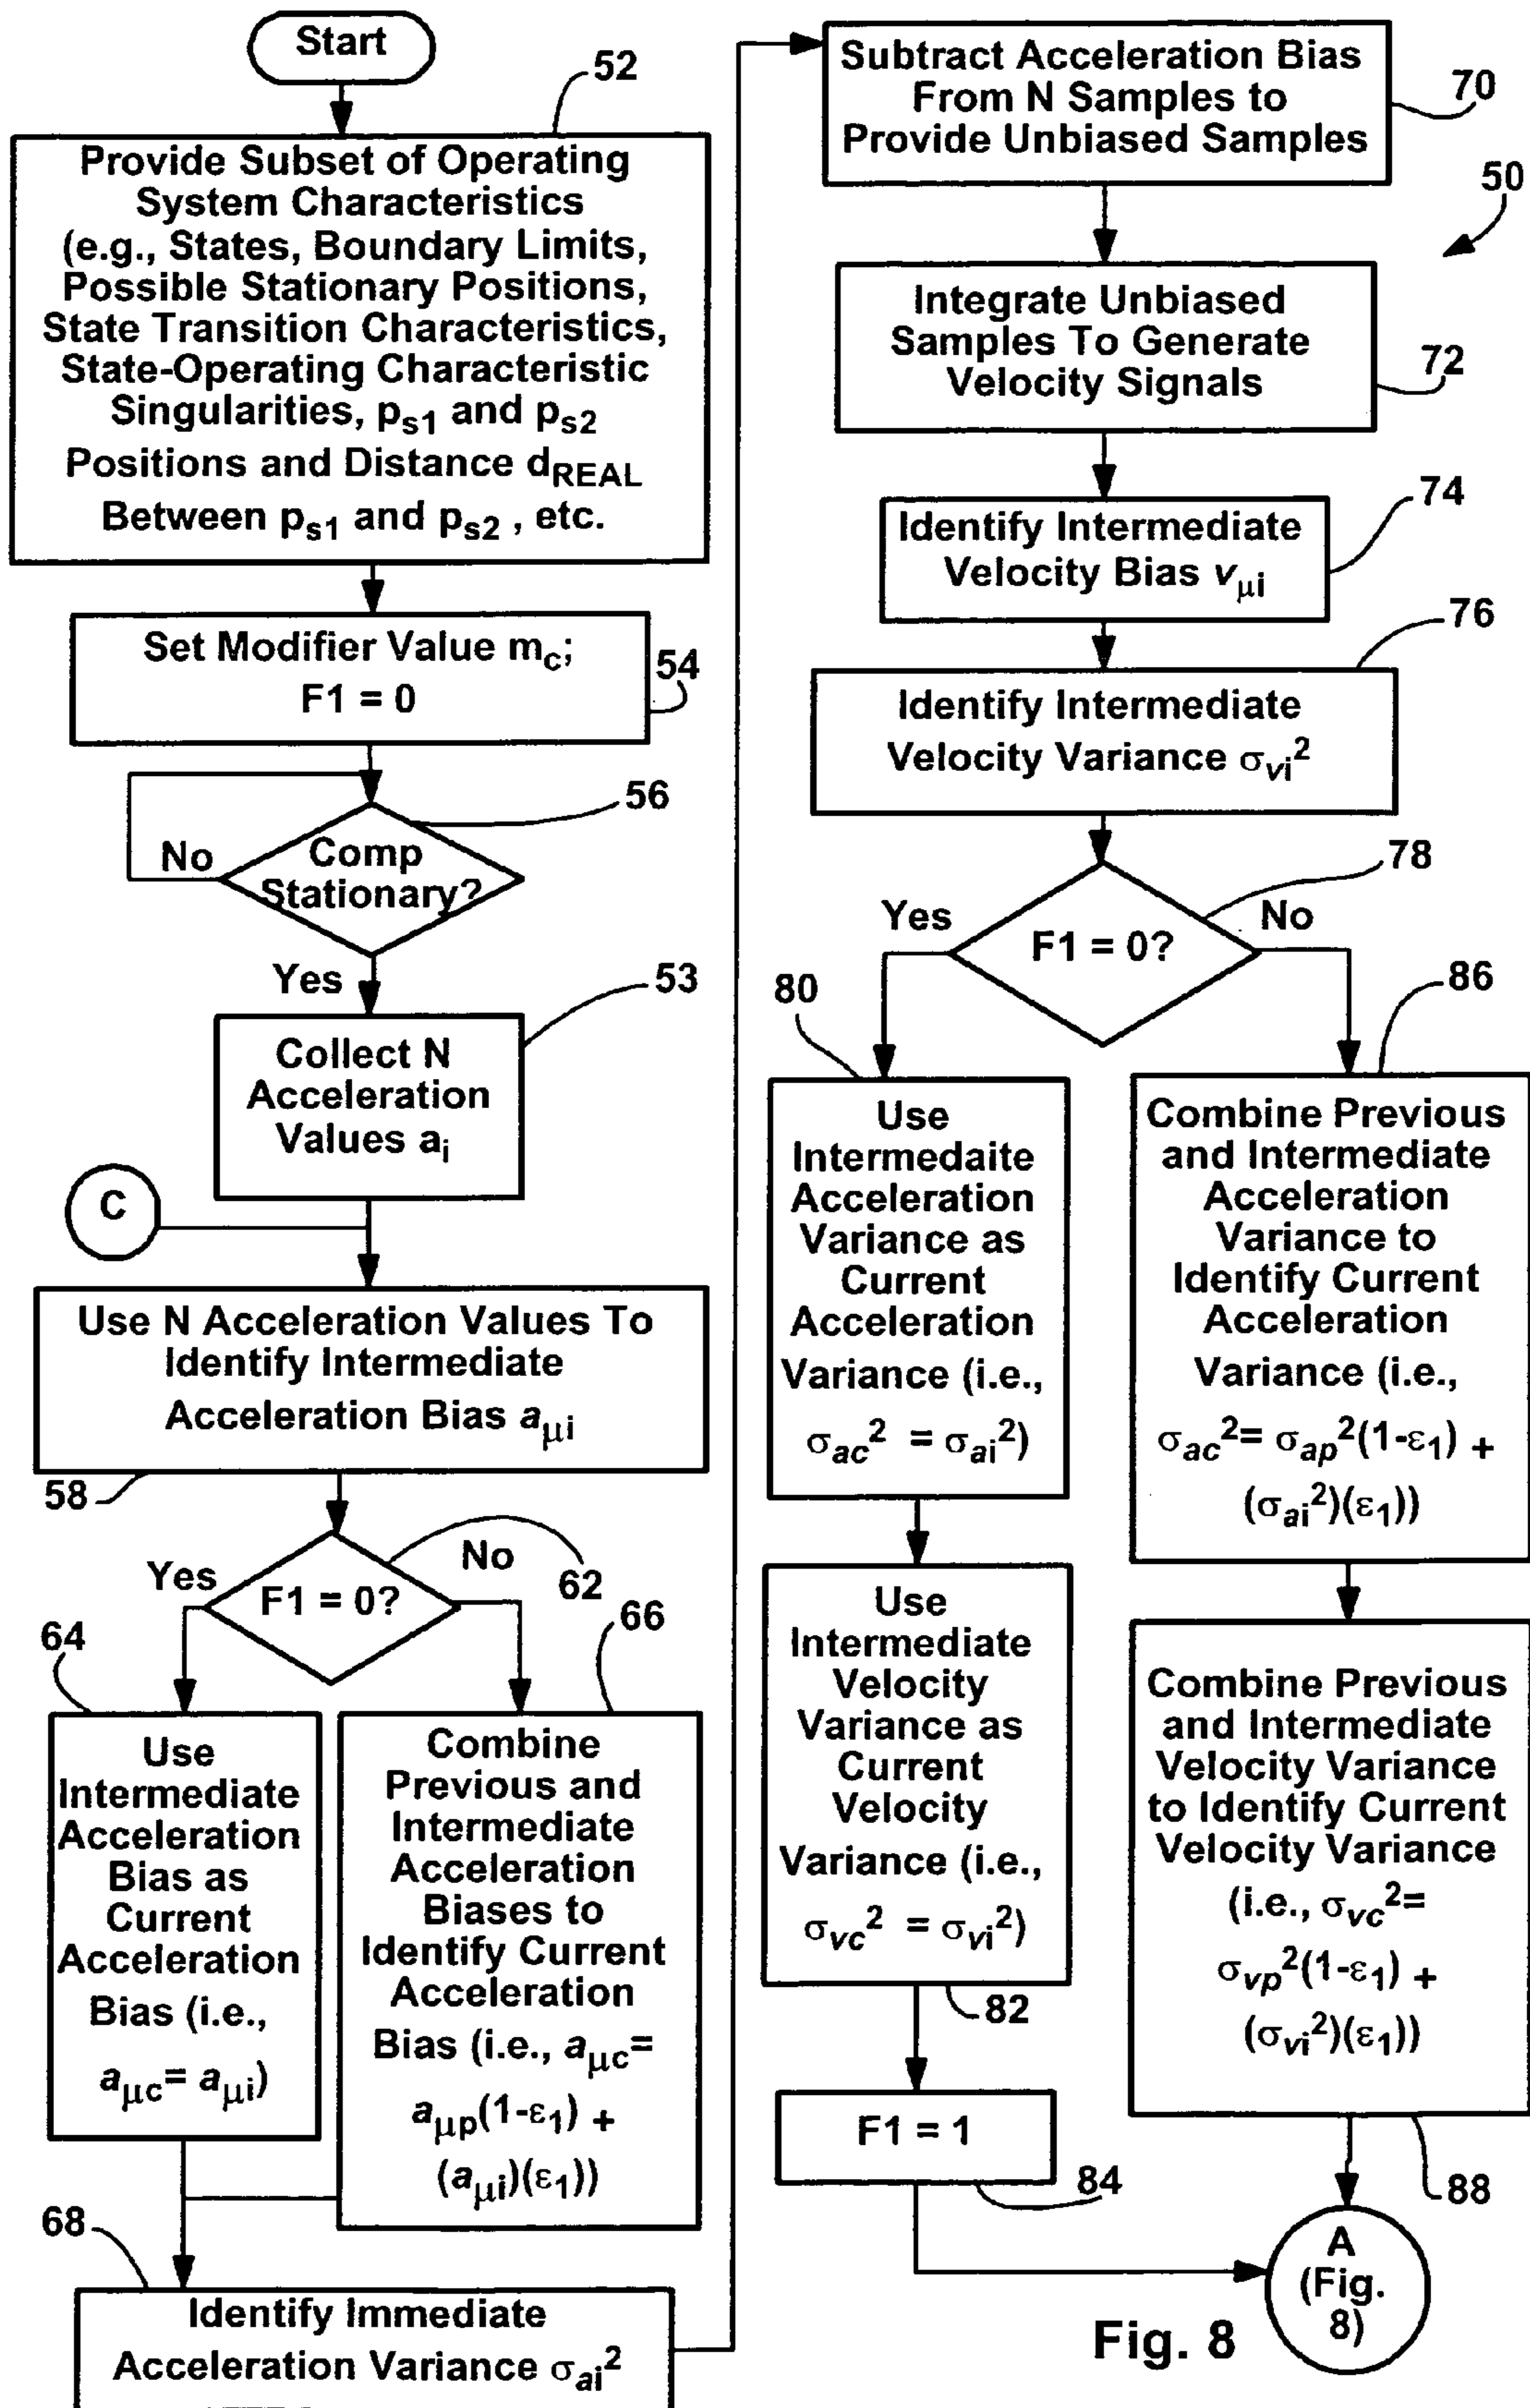 Start
52
Provide Subset of Operating
System Characteristics
(e.g., States, Boundary Limits,
Possible Stationary Positions,
State Transition Characteristics,
State-Operating Characteristic
Singularities, ps1 and ps2
Positions and Distance dREAL
Between ps1 and ps2 , etc.
Set Modifier Value mc;
F1 = 0
54
56
No
Comp
Stationary?
Yes
53
Collect N
Acceleration
Values ai
C
Use N Acceleration Values To
Identify Intermediate
Acceleration Bias aμi
58
Yes
F1 = 0?
No
62
64
Use
Intermediate
Acceleration
Bias as
Current
Acceleration
Bias (i.e.,
aμc= aμi)
66
Combine
Previous and
Intermediate
Acceleration
Biases to
Identify Current
Acceleration
Bias (i.e., aμc=
aμp(1-ε1) +
(aμi)(ε1))
68
Identify Immediate
Acceleration Variance σai²
Subtract Acceleration Bias
From N Samples to
Provide Unbiased Samples
70
50
Integrate Unbiased
Samples To Generate
Velocity Signals
72
Identify Intermediate
Velocity Bias vμi
74
Identify Intermediate
Velocity Variance σvi²
76
78
Yes
F1 = 0?
No
80
Use
Intermedaite
Acceleration
Variance as
Current
Acceleration
Variance (i.e.,
σac² = σai²)
Use
Intermediate
Velocity
Variance as
Current
Velocity
Variance (i.e.,
σvc² = σvi²)
82
F1 = 1
84
86
Combine Previous
and Intermediate
Acceleration
Variance to
Identify Current
Acceleration
Variance (i.e.,
σac²= σap²(1-ε1) +
(σai²)(ε1))
Combine Previous
and Intermediate
Velocity Variance
to Identify Current
Velocity Variance
(i.e., σvc²=
σvp²(1-ε1) +
(σvi²)(ε1))
88
A
(Fig.
8)
Fig. 8